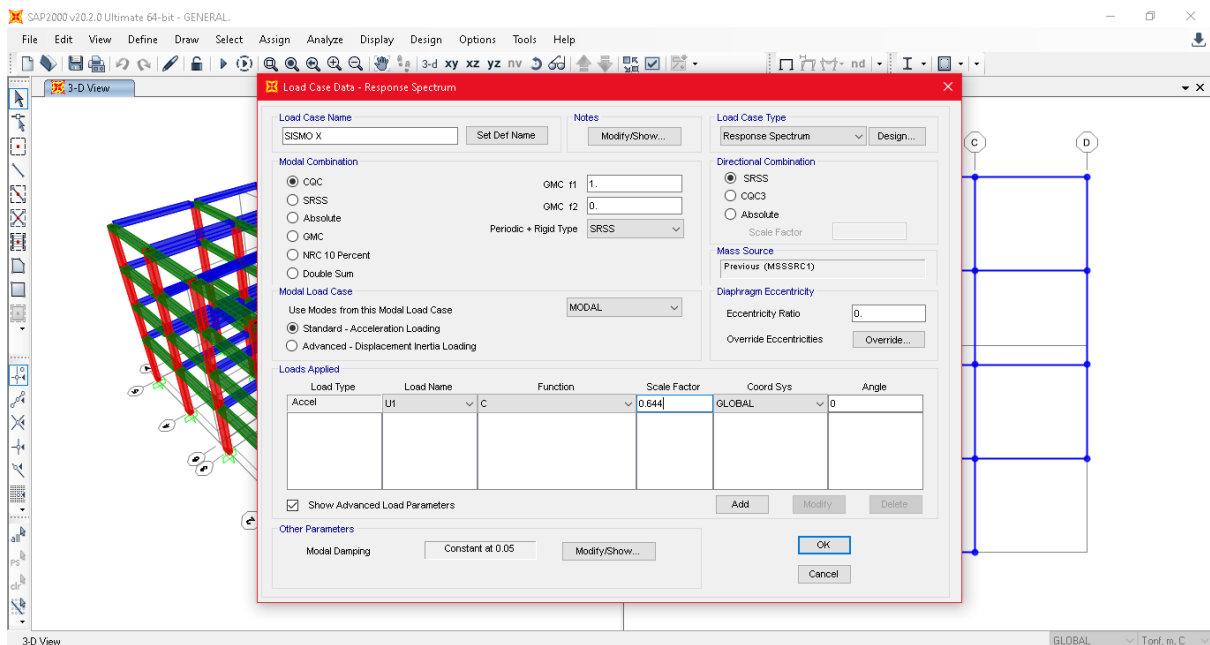 SAP2000 v20.2.0 Ultimate 64-bit - GENERAL.
File Edit View Define Draw Select Assign Analyze Display Design Options Tools Help
3-d xy xz yz nv nd
3-D View
Load Case Data - Response Spectrum
Load Case Name Notes Load Case Type
SISMO X Set Def Name Modify/Show... Response Spectrum Design...
Modal Combination Directional Combination
CQC GMC f1 1. SRSS
SRSS GMC f2 0. CQC3
Absolute Periodic + Rigid Type SRSS Absolute
GMC Scale Factor
NRC 10 Percent Mass Source
Double Sum Previous (MSSSRC1)
Modal Load Case Diaphragm Eccentricity
Use Modes from this Modal Load Case MODAL Eccentricity Ratio 0.
Standard - Acceleration Loading Override Eccentricities Override...
Advanced - Displacement Inertia Loading
Loads Applied
Load Type Load Name Function Scale Factor Coord Sys Angle
Accel U1 C 0.644 GLOBAL 0
Show Advanced Load Parameters Add Modify Delete
Other Parameters
Modal Damping Constant at 0.05 Modify/Show... OK
Cancel
C D
all
PS
clr
3-D View GLOBAL Tonf, m, C